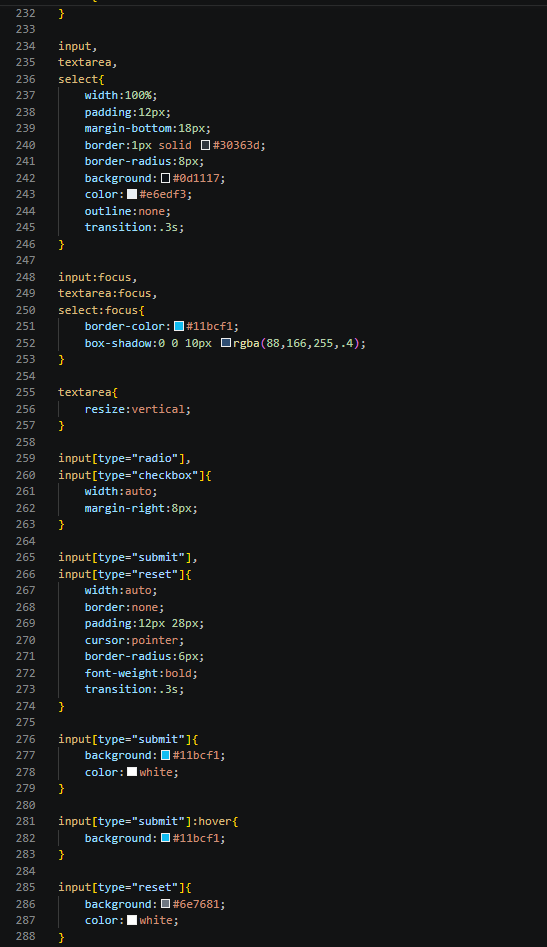 232 }
233
234 input,
235 textarea,
236 select{
237     width:100%;
238     padding:12px;
239     margin-bottom:18px;
240     border:1px solid #30363d;
241     border-radius:8px;
242     background:#0d1117;
243     color:#e6edf3;
244     outline:none;
245     transition:.3s;
246 }
247
248 input:focus,
249 textarea:focus,
250 select:focus{
251     border-color:#11bcf1;
252     box-shadow:0 0 10px rgba(88,166,255,.4);
253 }
254
255 textarea{
256     resize:vertical;
257 }
258
259 input[type="radio"],
260 input[type="checkbox"]{
261     width:auto;
262     margin-right:8px;
263 }
264
265 input[type="submit"],
266 input[type="reset"]{
267     width:auto;
268     border:none;
269     padding:12px 28px;
270     cursor:pointer;
271     border-radius:6px;
272     font-weight:bold;
273     transition:.3s;
274 }
275
276 input[type="submit"]{
277     background:#11bcf1;
278     color:white;
279 }
280
281 input[type="submit"]:hover{
282     background:#11bcf1;
283 }
284
285 input[type="reset"]{
286     background:#6e7681;
287     color:white;
288 }